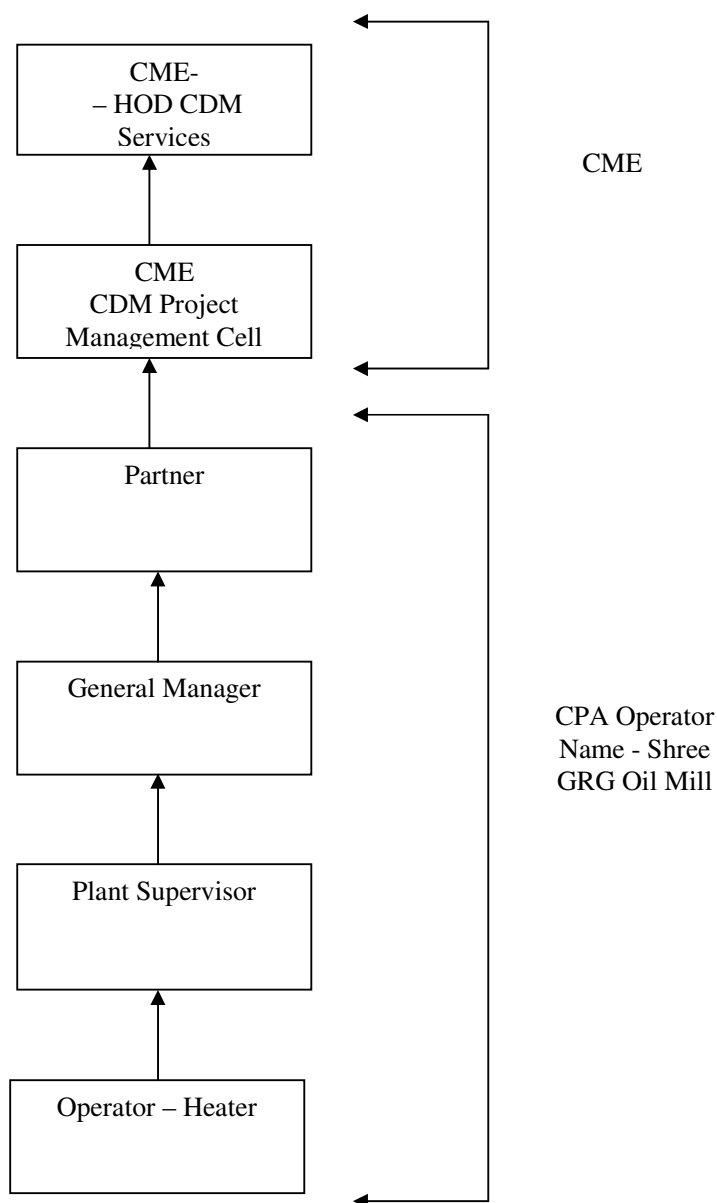 CME-
– HOD CDM
Services
CME
CME
CDM Project
Management Cell
Partner
General Manager
CPA Operator
Name - Shree
GRG Oil Mill
Plant Supervisor
Operator – Heater